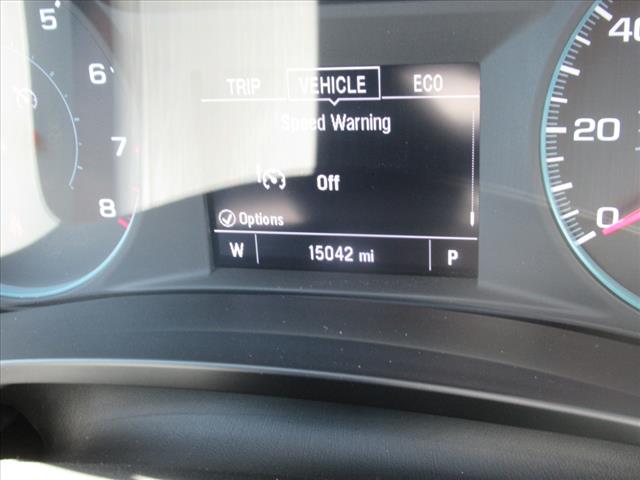 5
6
7
8
TRIP VEHICLE ECO
Speed Warning
Off
Options
W 15042 mi P
40
20
0